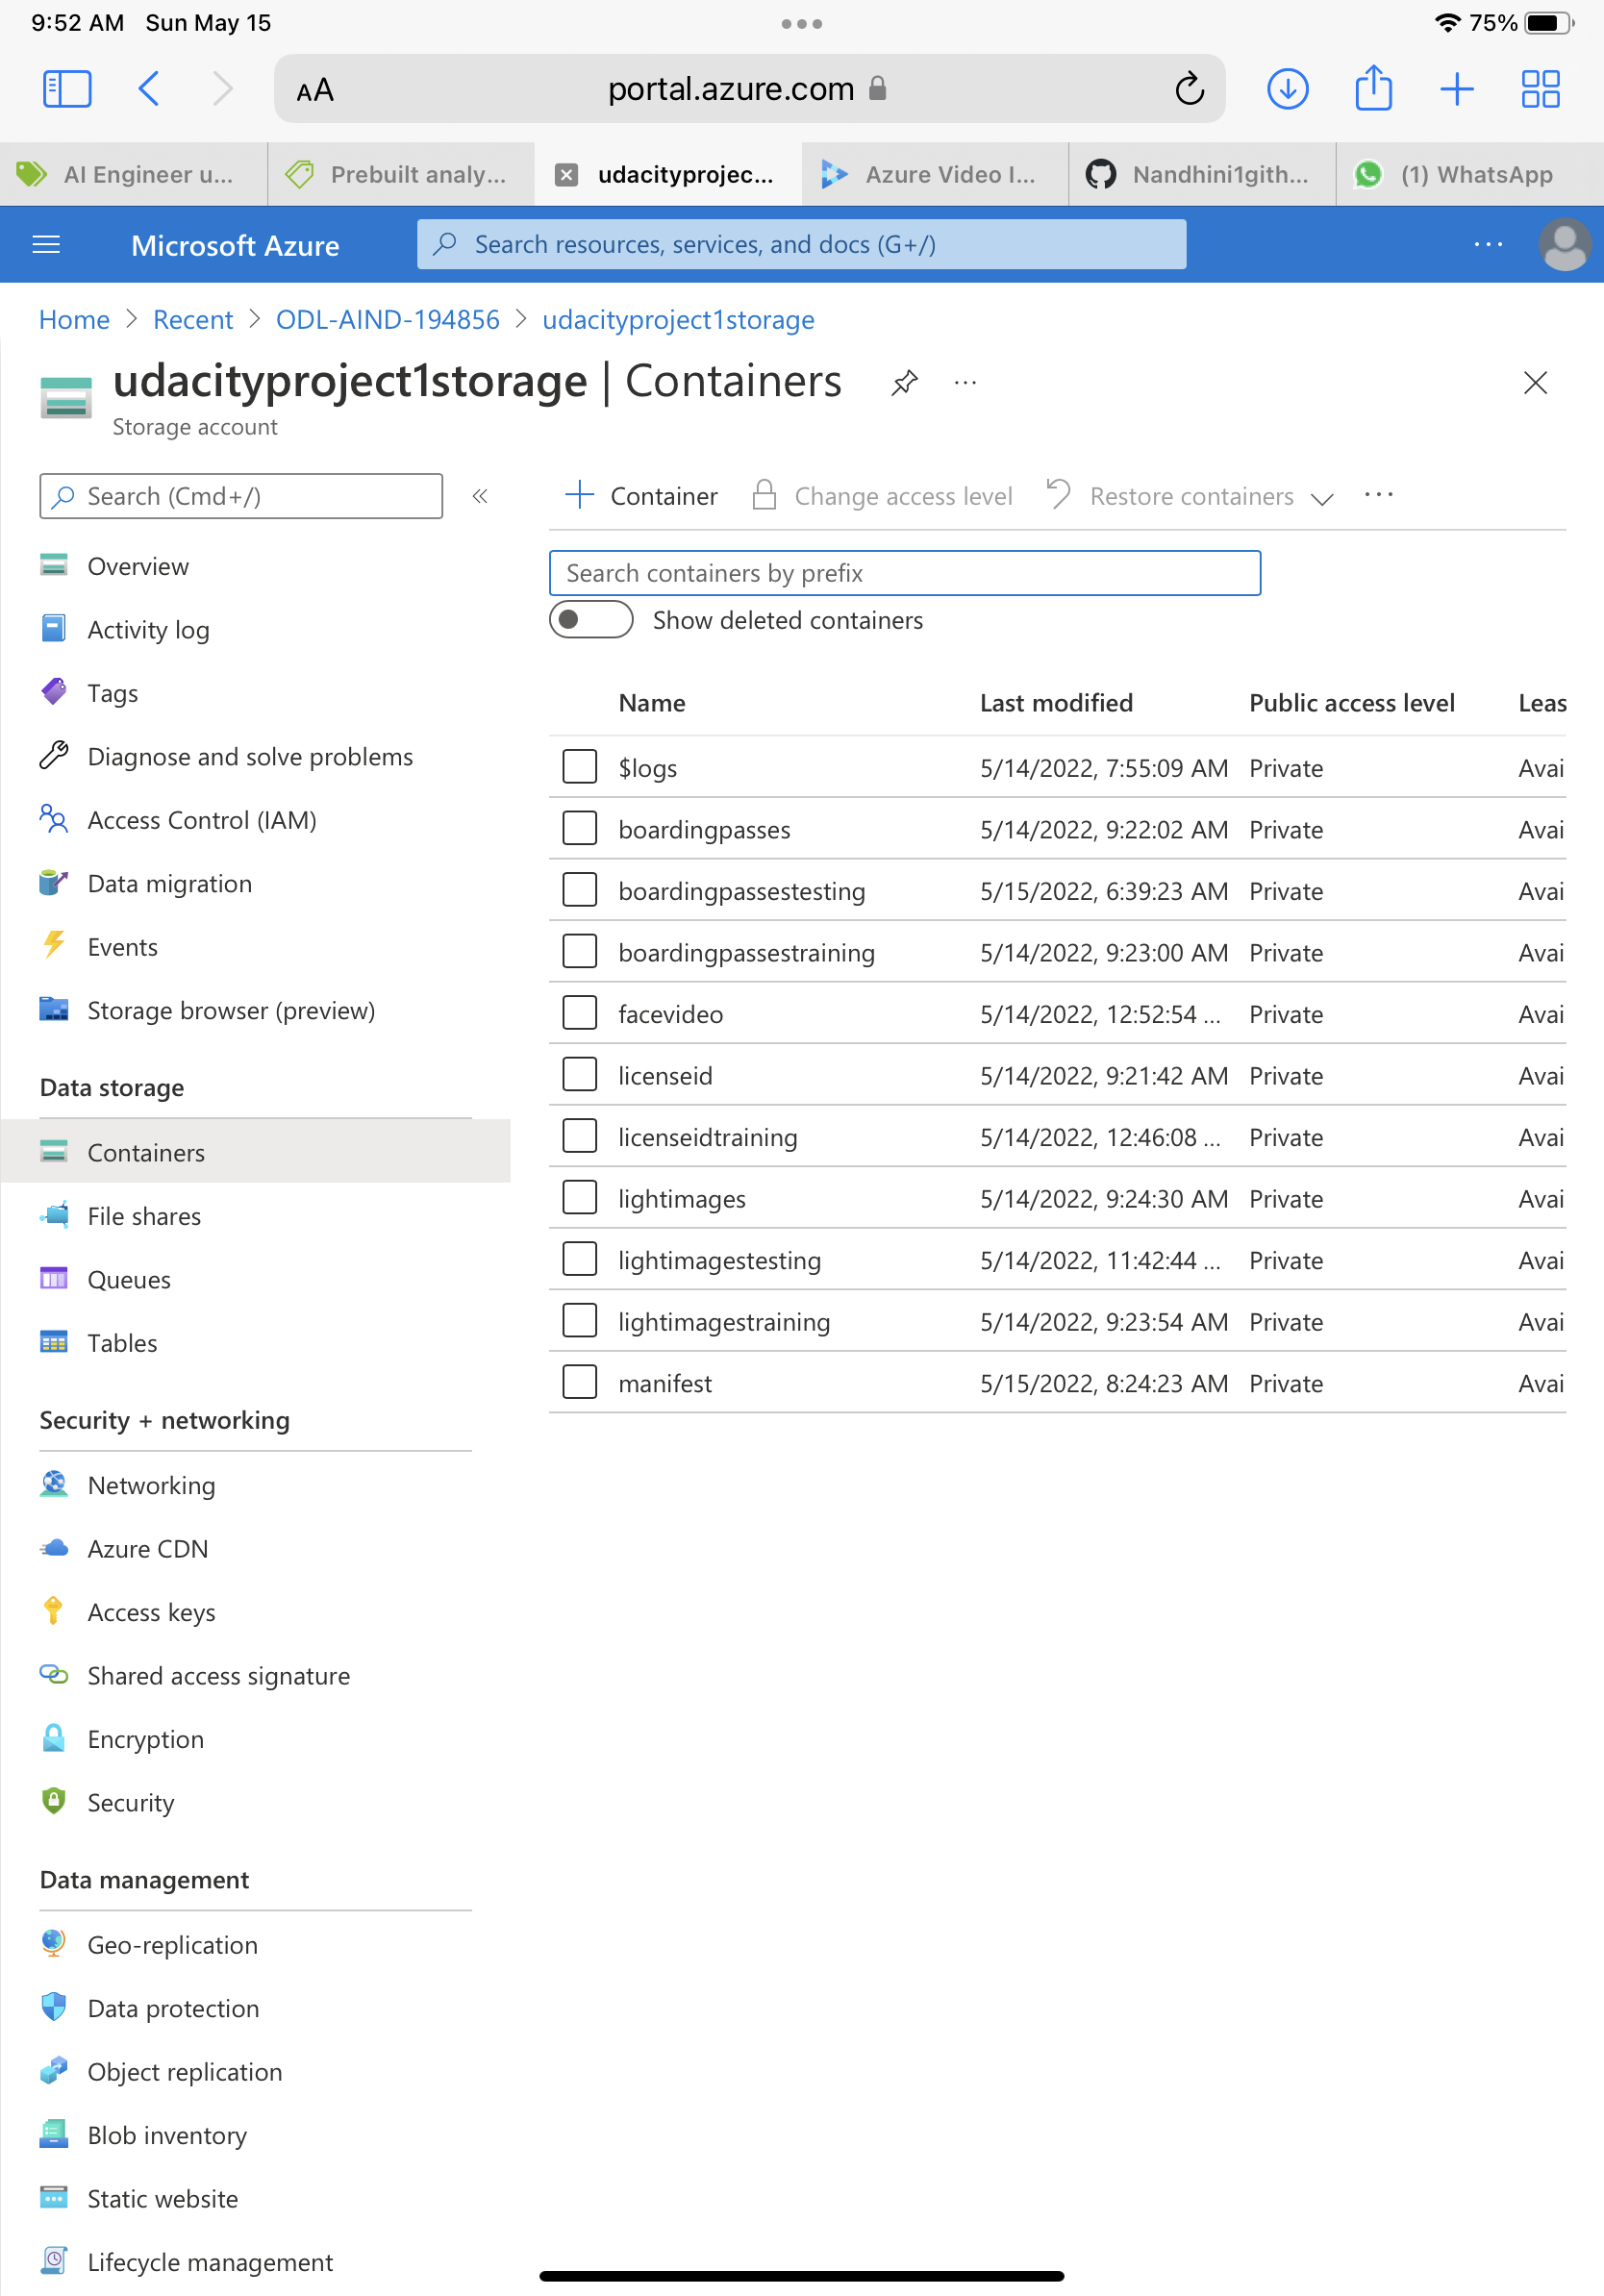 9:52 AM Sun May 15
75%
AA portal.azure.com
AI Engineer u... Prebuilt analy... udacityprojec... Azure Video I... Nandhini1gith... (1) WhatsApp
Microsoft Azure Search resources, services, and docs (G+/)
Home > Recent > ODL-AIND-194856 > udacityproject1storage
udacityproject1storage | Containers ...
Storage account
Search (Cmd+/) «
Overview
Activity log
Tags
Diagnose and solve problems
Access Control (IAM)
Data migration
Events
Storage browser (preview)
Data storage
Containers
File shares
Queues
Tables
Security + networking
Networking
Azure CDN
Access keys
Shared access signature
Encryption
Security
Data management
Geo-replication
Data protection
Object replication
Blob inventory
Static website
Lifecycle management
+ Container Change access level Restore containers ...
Search containers by prefix
Show deleted containers
Name Last modified Public access level Leas
$logs 5/14/2022, 7:55:09 AM Private Avai
boardingpasses 5/14/2022, 9:22:02 AM Private Avai
boardingpassestesting 5/15/2022, 6:39:23 AM Private Avai
boardingpassestraining 5/14/2022, 9:23:00 AM Private Avai
facevideo 5/14/2022, 12:52:54 ... Private Avai
licenseid 5/14/2022, 9:21:42 AM Private Avai
licenseidtraining 5/14/2022, 12:46:08 ... Private Avai
lightimages 5/14/2022, 9:24:30 AM Private Avai
lightimagestesting 5/14/2022, 11:42:44 ... Private Avai
lightimagestraining 5/14/2022, 9:23:54 AM Private Avai
manifest 5/15/2022, 8:24:23 AM Private Avai